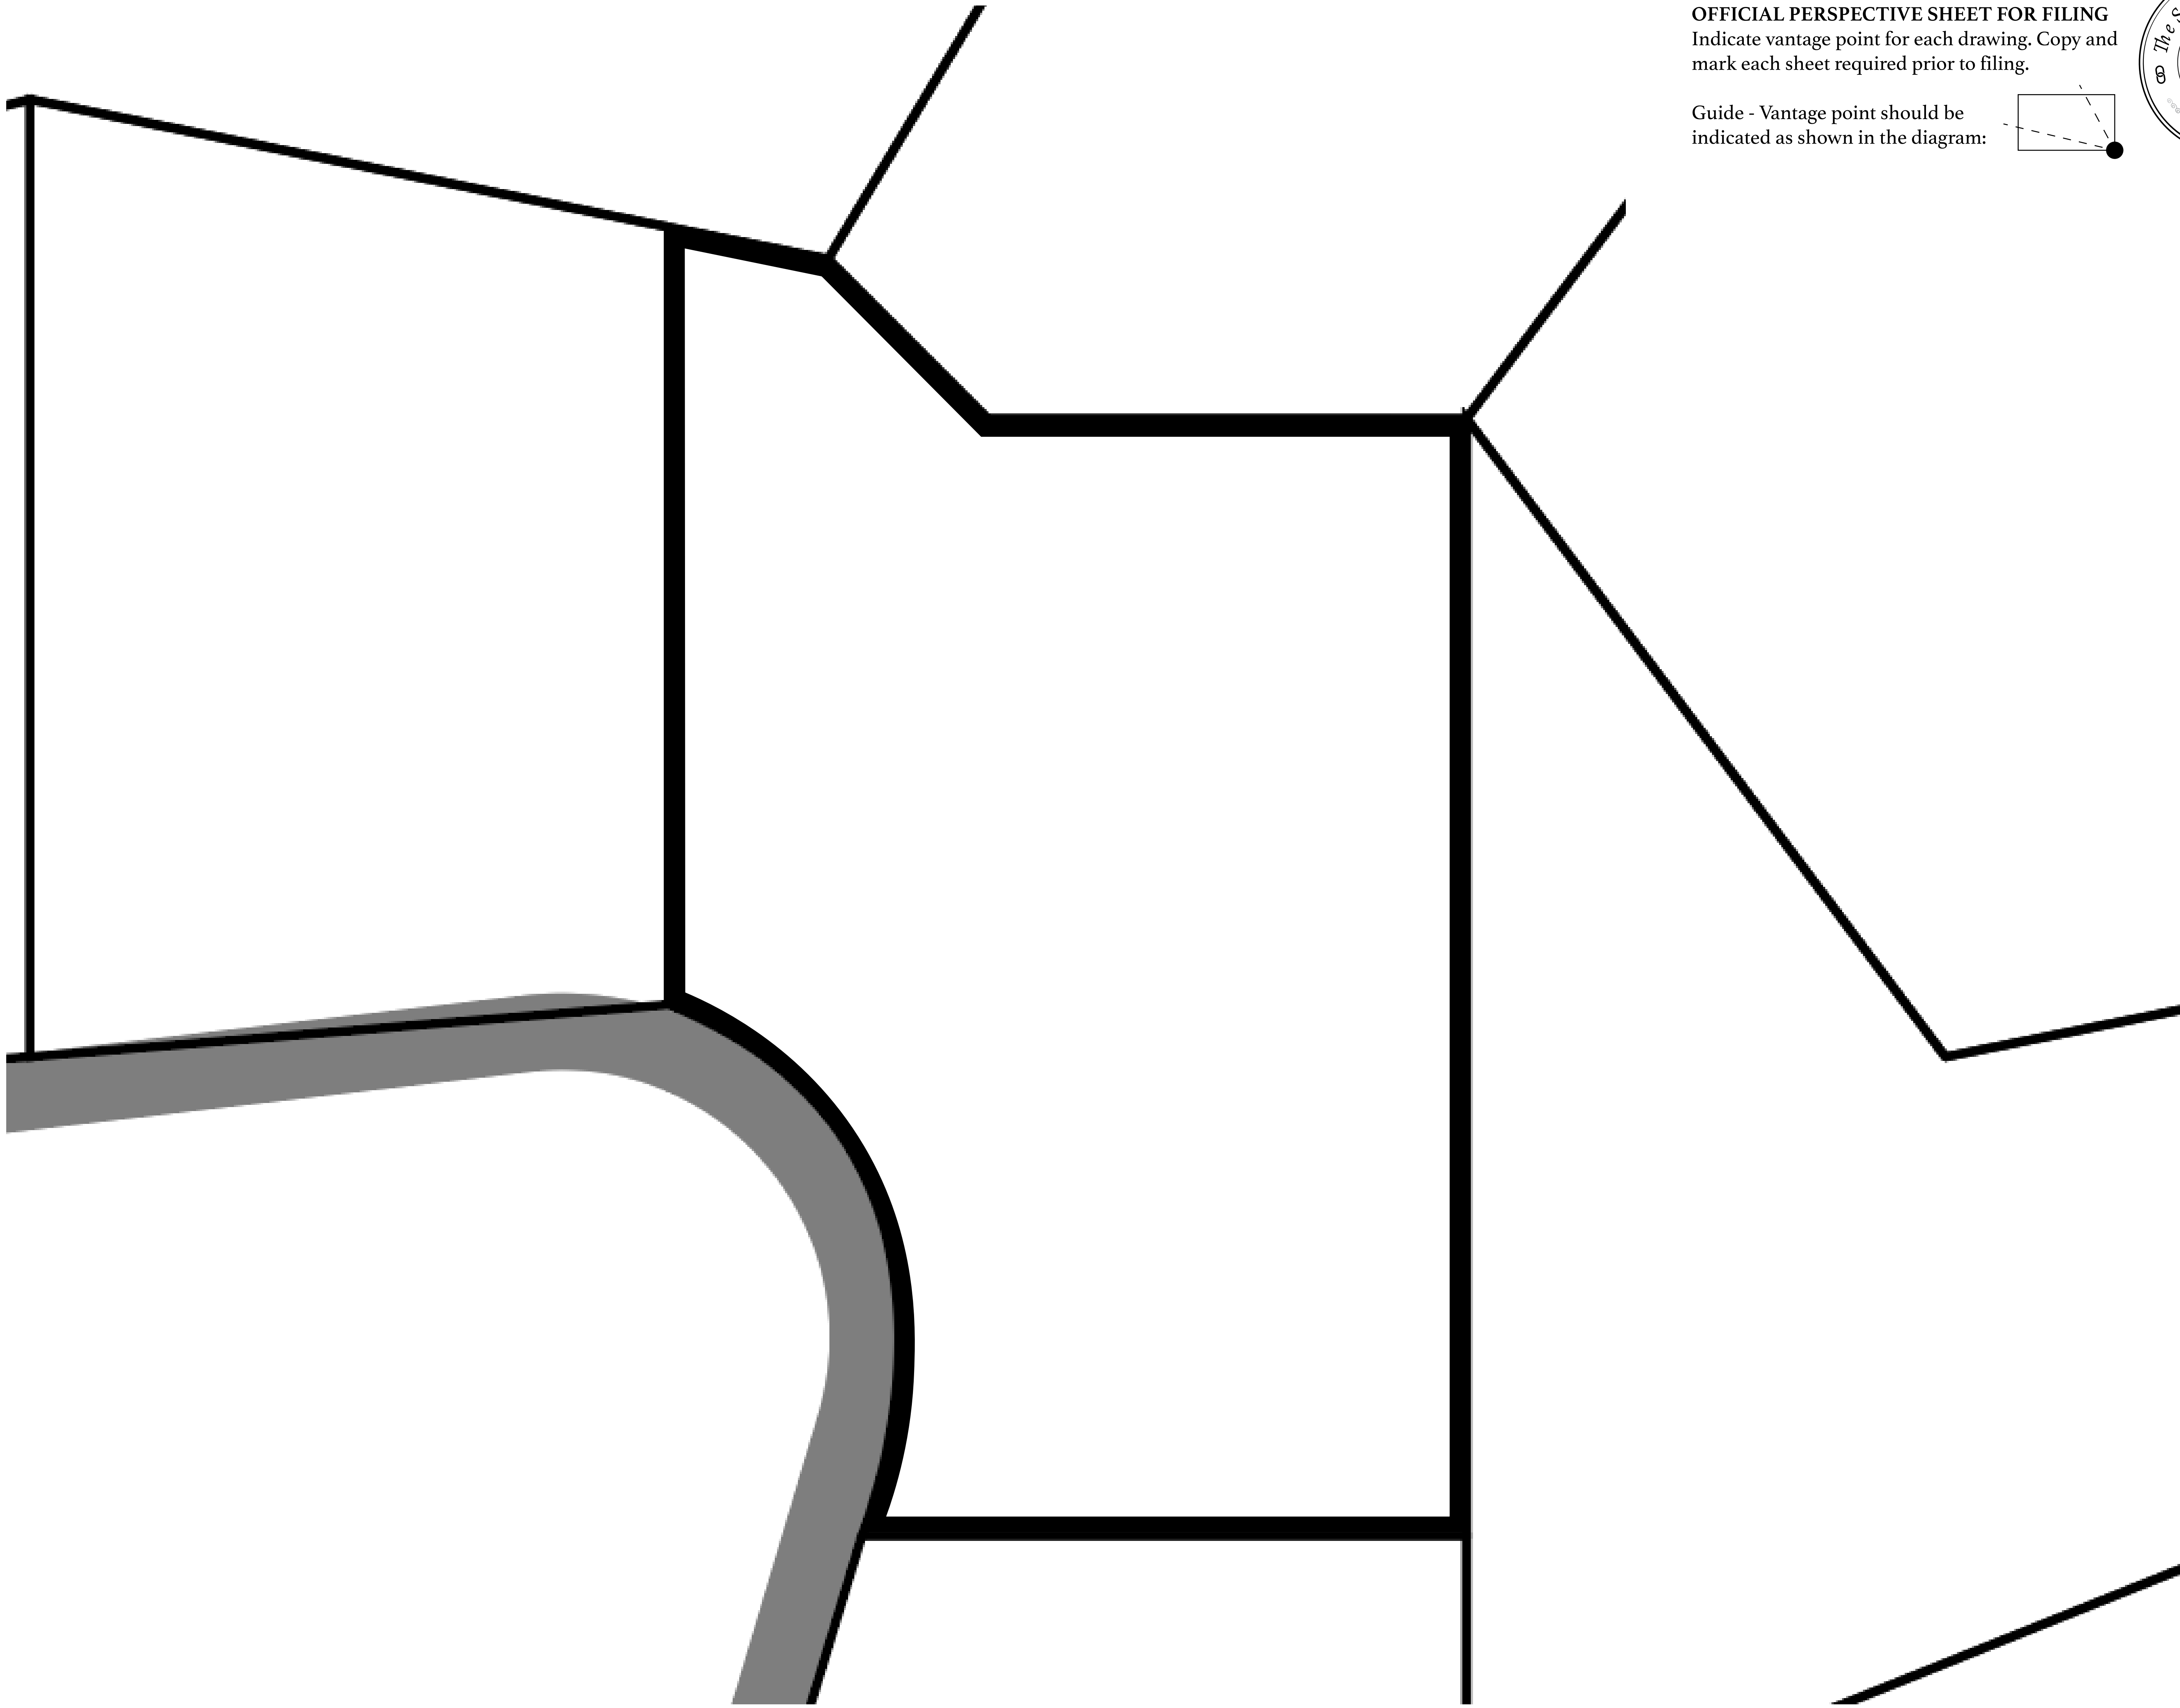 OFFICIAL PERSPECTIVE SHEET FOR FILING
Indicate vantage point for each drawing. Copy and
mark each sheet required prior to filing.
Guide - Vantage point should be
indicated as shown in the diagram:
The